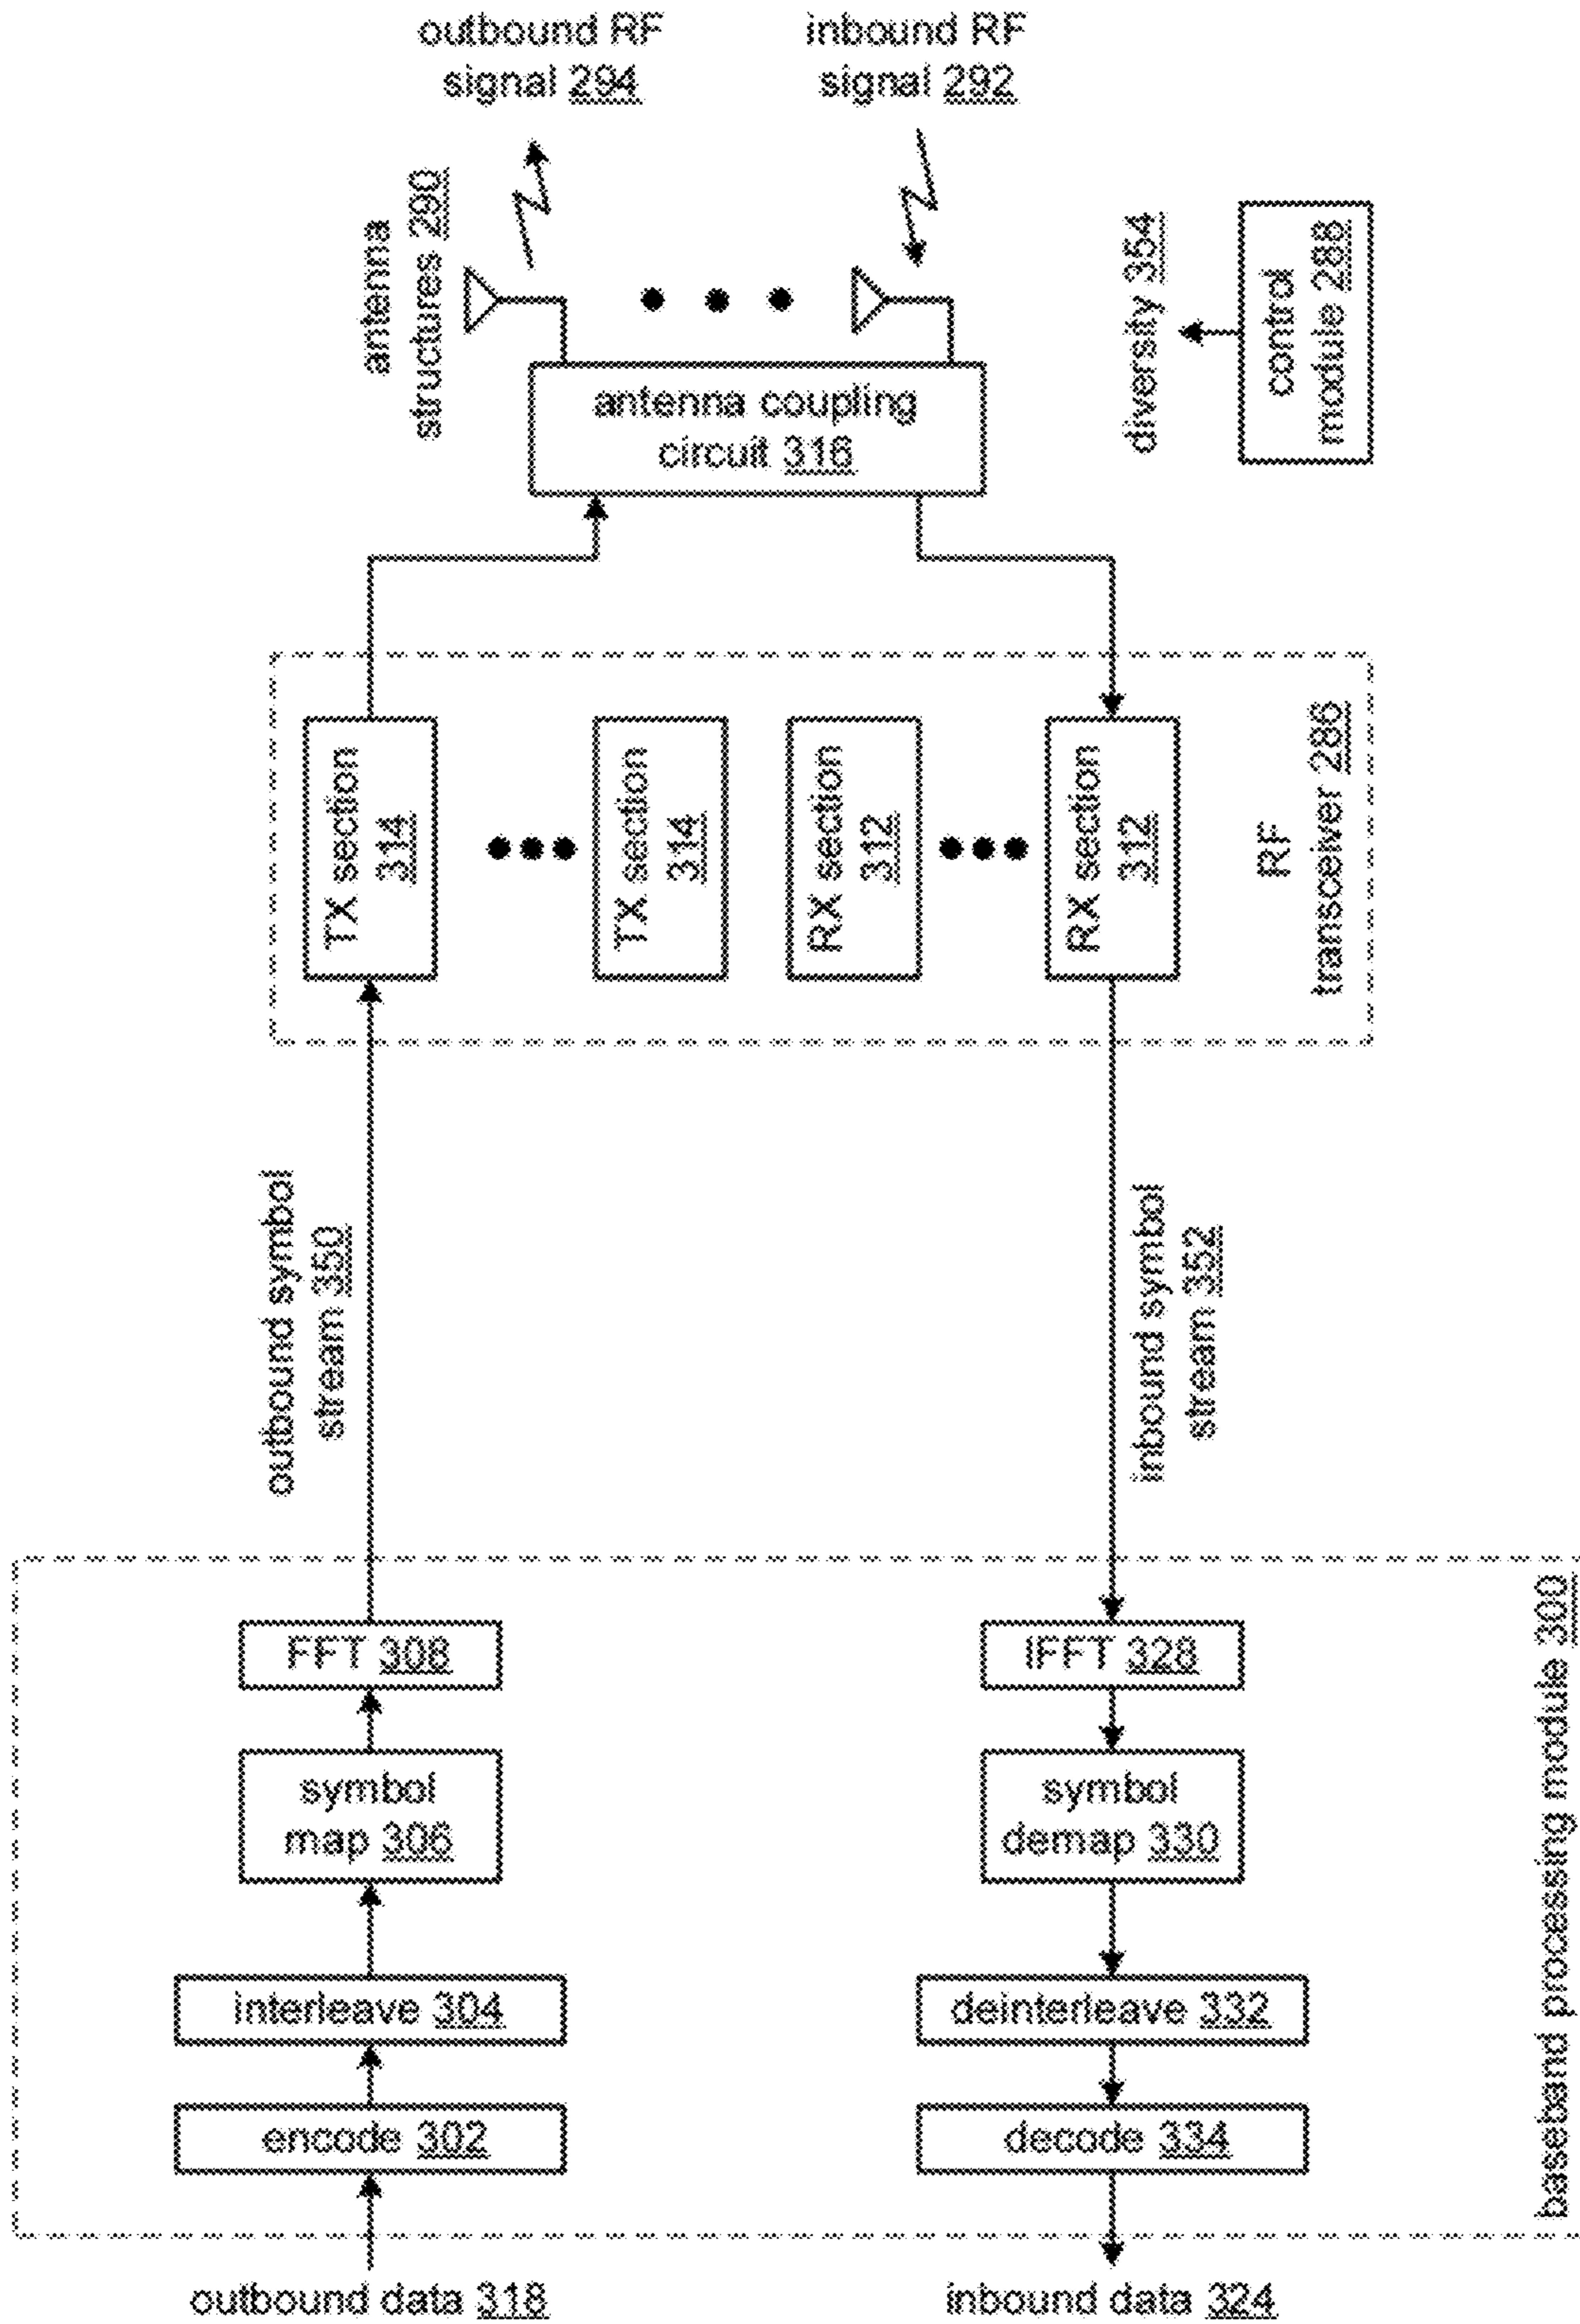 outbound RF
signal 294
inbound RF
signal 292
antenna
structures 290
antenna coupling
circuit 316
diversity 354
control
module 288
TX section
314
TX section
314
RX section
312
RX section
312
RF
transceiver 286
outbound symbol
stream 350
inbound symbol
stream 352
FFT 308
IFFT 328
symbol
map 306
symbol
demap 330
interleave 304
deinterleave 332
encode 302
decode 334
baseband processing module 300
outbound data 318
inbound data 324